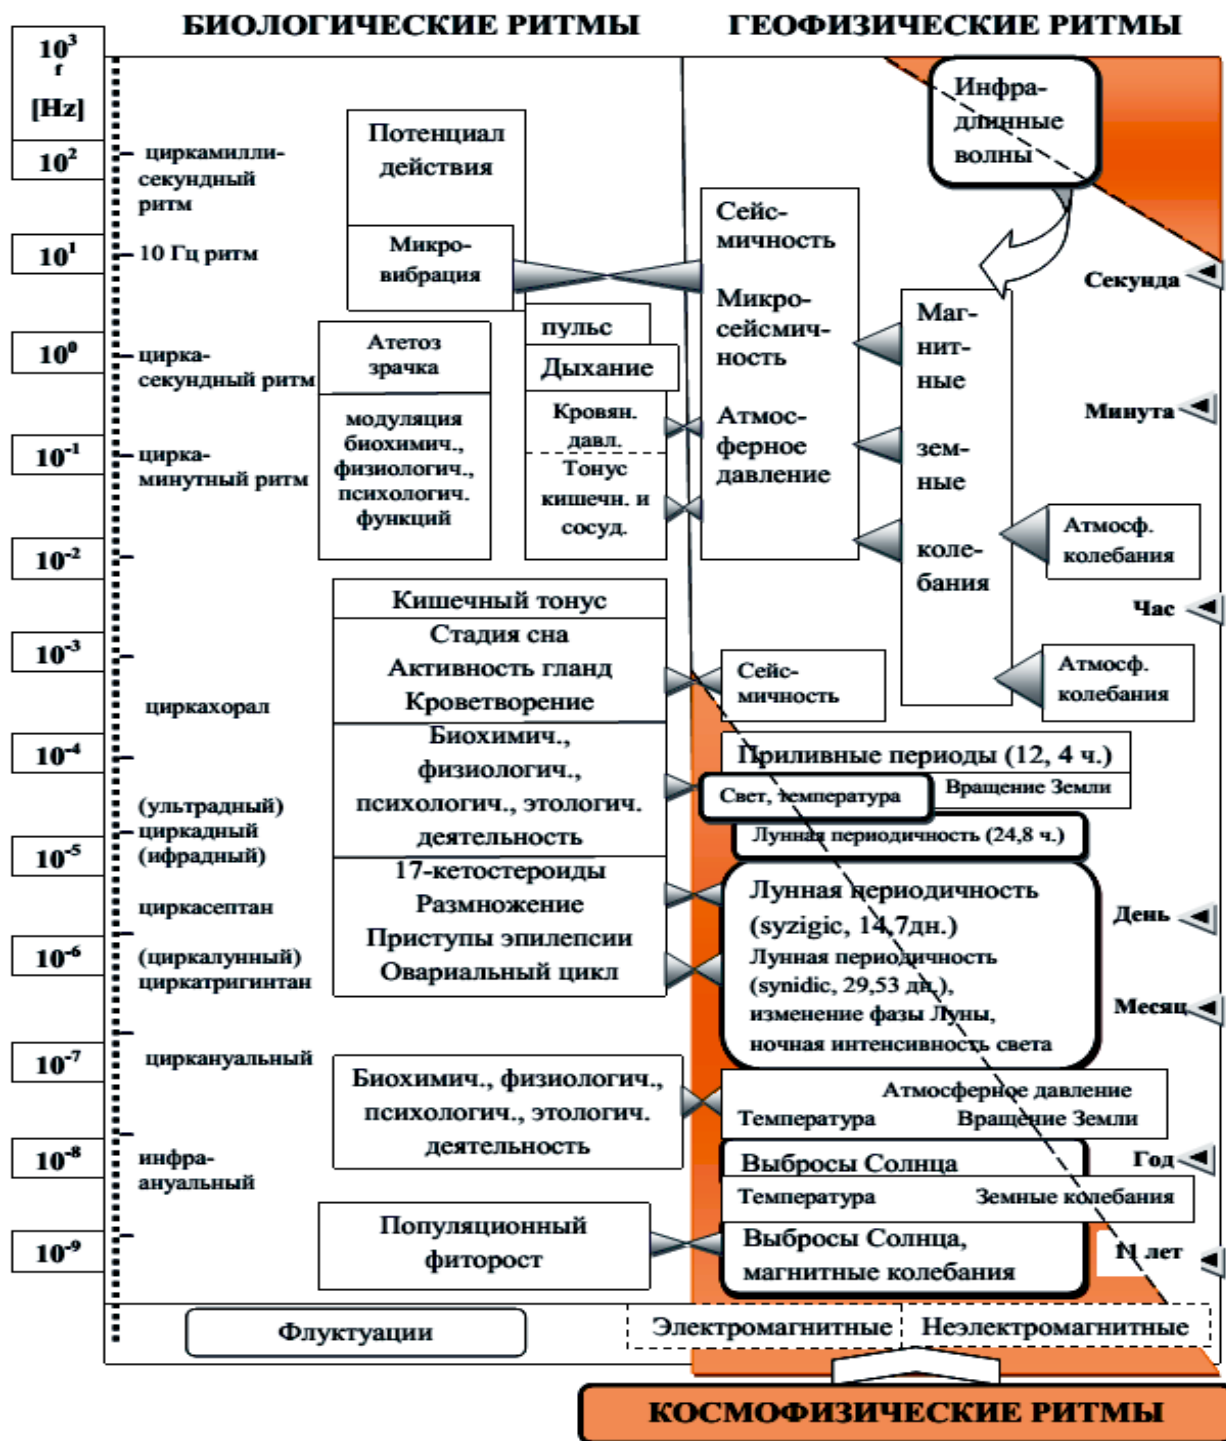 БИОЛОГИЧЕСКИЕ РИТМЫ
ГЕОФИЗИЧЕСКИЕ РИТМЫ
10³
f
[Hz]
10²
10¹
10⁰
10⁻¹
10⁻²
10⁻³
10⁻⁴
10⁻⁵
10⁻⁶
10⁻⁷
10⁻⁸
10⁻⁹
циркамилли-
секундный
ритм
10 Гц ритм
цирка-
секундный ритм
цирка-
минутный ритм
циркахорал
(ультрадный)
циркадный
(ифрадный)
циркасептан
(циркалунный)
циркатригинтан
циркануальный
инфра-
ануальный
Потенциал
действия
Микро-
вибрация
пульс
Атетоз
зрачка
Дыхание
модуляция
биохимич.,
физиологич.,
психологич.
функций
Кровян.
давл.
Тонус
кишечн. и
сосуд.
Кишечный тонус
Стадия сна
Активность гланд
Кроветворение
Биохимич.,
физиологич.,
психологич., этологич.
деятельность
17-кетостероиды
Размножение
Приступы эпилепсии
Овариальный цикл
Биохимич., физиологич.,
психологич., этологич.
деятельность
Популяционный
фиторост
Инфра-
длинные
волны
Сейс-
мичность
Микро-
сейсмич-
ность
Атмос-
ферное
давление
Маг-
нит-
ные
зем-
ные
коле-
бания
Атмосф.
колебания
Атмосф.
колебания
Сейс-
мичность
Приливные периоды (12, 4 ч.)
Свет, температура
Вращение Земли
Лунная периодичность (24,8 ч.)
Лунная периодичность
(syzigic, 14,7дн.)
Лунная периодичность
(synidic, 29,53 дн.),
изменение фазы Луны,
ночная интенсивность света
Атмосферное давление
Температура Вращение Земли
Выбросы Солнца
Температура Земные колебания
Выбросы Солнца,
магнитные колебания
Секунда
Минута
Час
День
Месяц
Год
11 лет
Флуктуации
Электромагнитные
Неэлектромагнитные
КОСМОФИЗИЧЕСКИЕ РИТМЫ